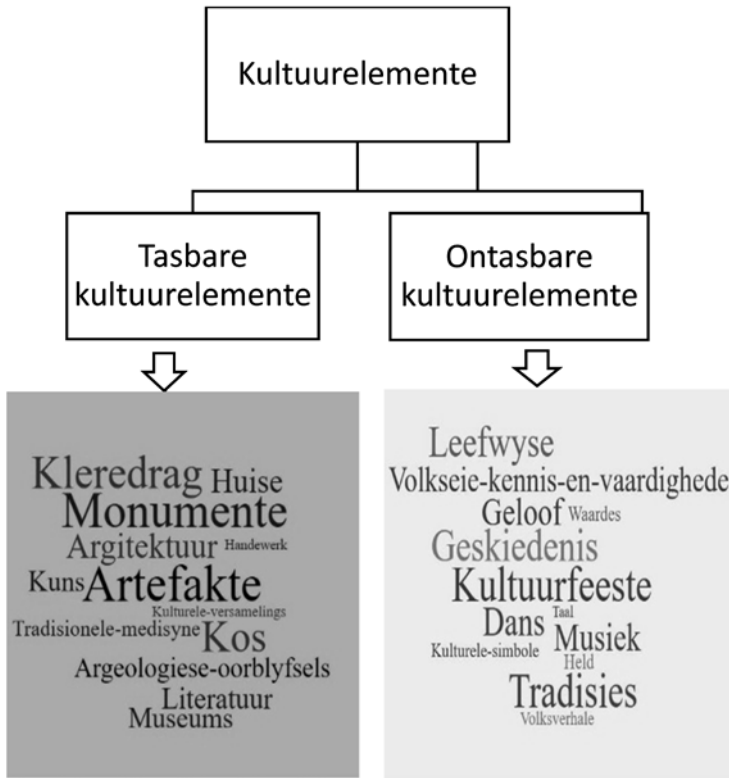 Kultuurelemente
Tasbare
kultuurelemente
Ontasbare
kultuurelemente
Kleredrag Huise
Monumente
Argitektuur Handewerk
Kuns Artefakte
Kulturele-versamelings
Tradisionele-medisyne Kos
Argeologiese-oorblyfsels
Literatuur
Museums
Leefwyse
Volkseie-kennis-en-vaardighede
Geloof Waardes
Geskiedenis
Kultuurfeeste
Dans Taal
Kulturele-simbole Musiek
Held
Tradisies
Volksverhale